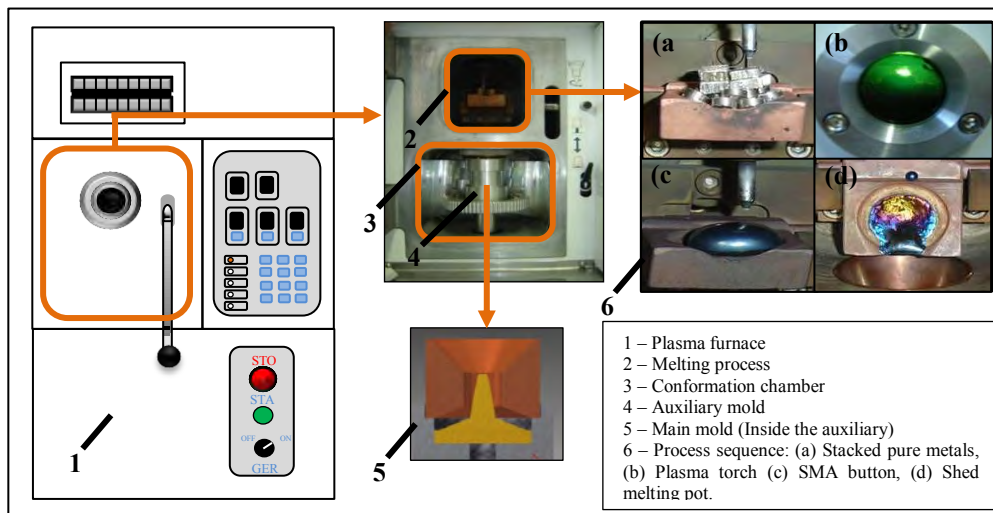 (a
(b)
2
3
4
(c)
(d)
6
STO
STA
OFF
ON
GER
1
5
1 – Plasma furnace
2 – Melting process
3 – Conformation chamber
4 – Auxiliary mold
5 – Main mold (Inside the auxiliary)
6 – Process sequence: (a) Stacked pure metals,
(b) Plasma torch (c) SMA button, (d) Shed
melting pot.